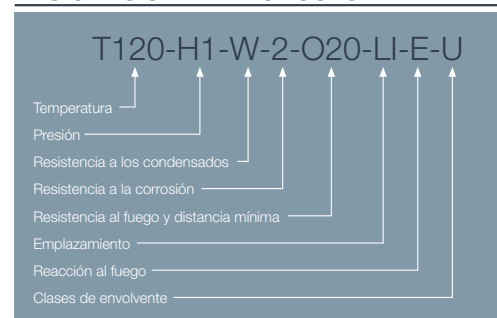 T120-H1-W-2-O20-LI-E-U
Temperatura
Presión
Resistencia a los condensados
Resistencia a la corrosión
Resistencia al fuego y distancia mínima
Emplazamiento
Reacción al fuego
Clases de envolvente